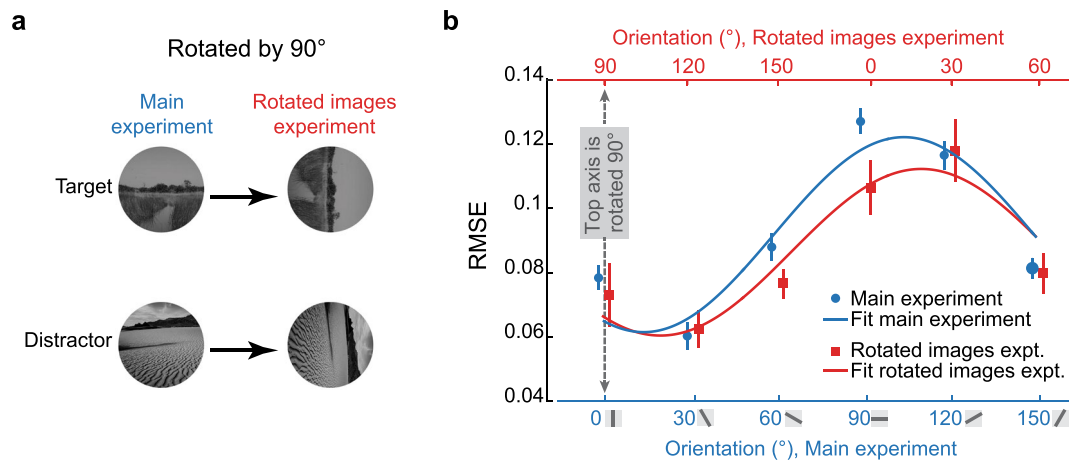 a
Rotated by 90°
Main
experiment
Rotated images
experiment
Target
Distractor
b
Orientation (°), Rotated images experiment
90 120 150 0 30 60
0.14
0.12
0.1
0.08
0.06
0.04
RMSE
Top axis is
rotated 90°
Main experiment
Fit main experiment
Rotated images expt.
Fit rotated images expt.
0 30 60 90 120 150
Orientation (°), Main experiment